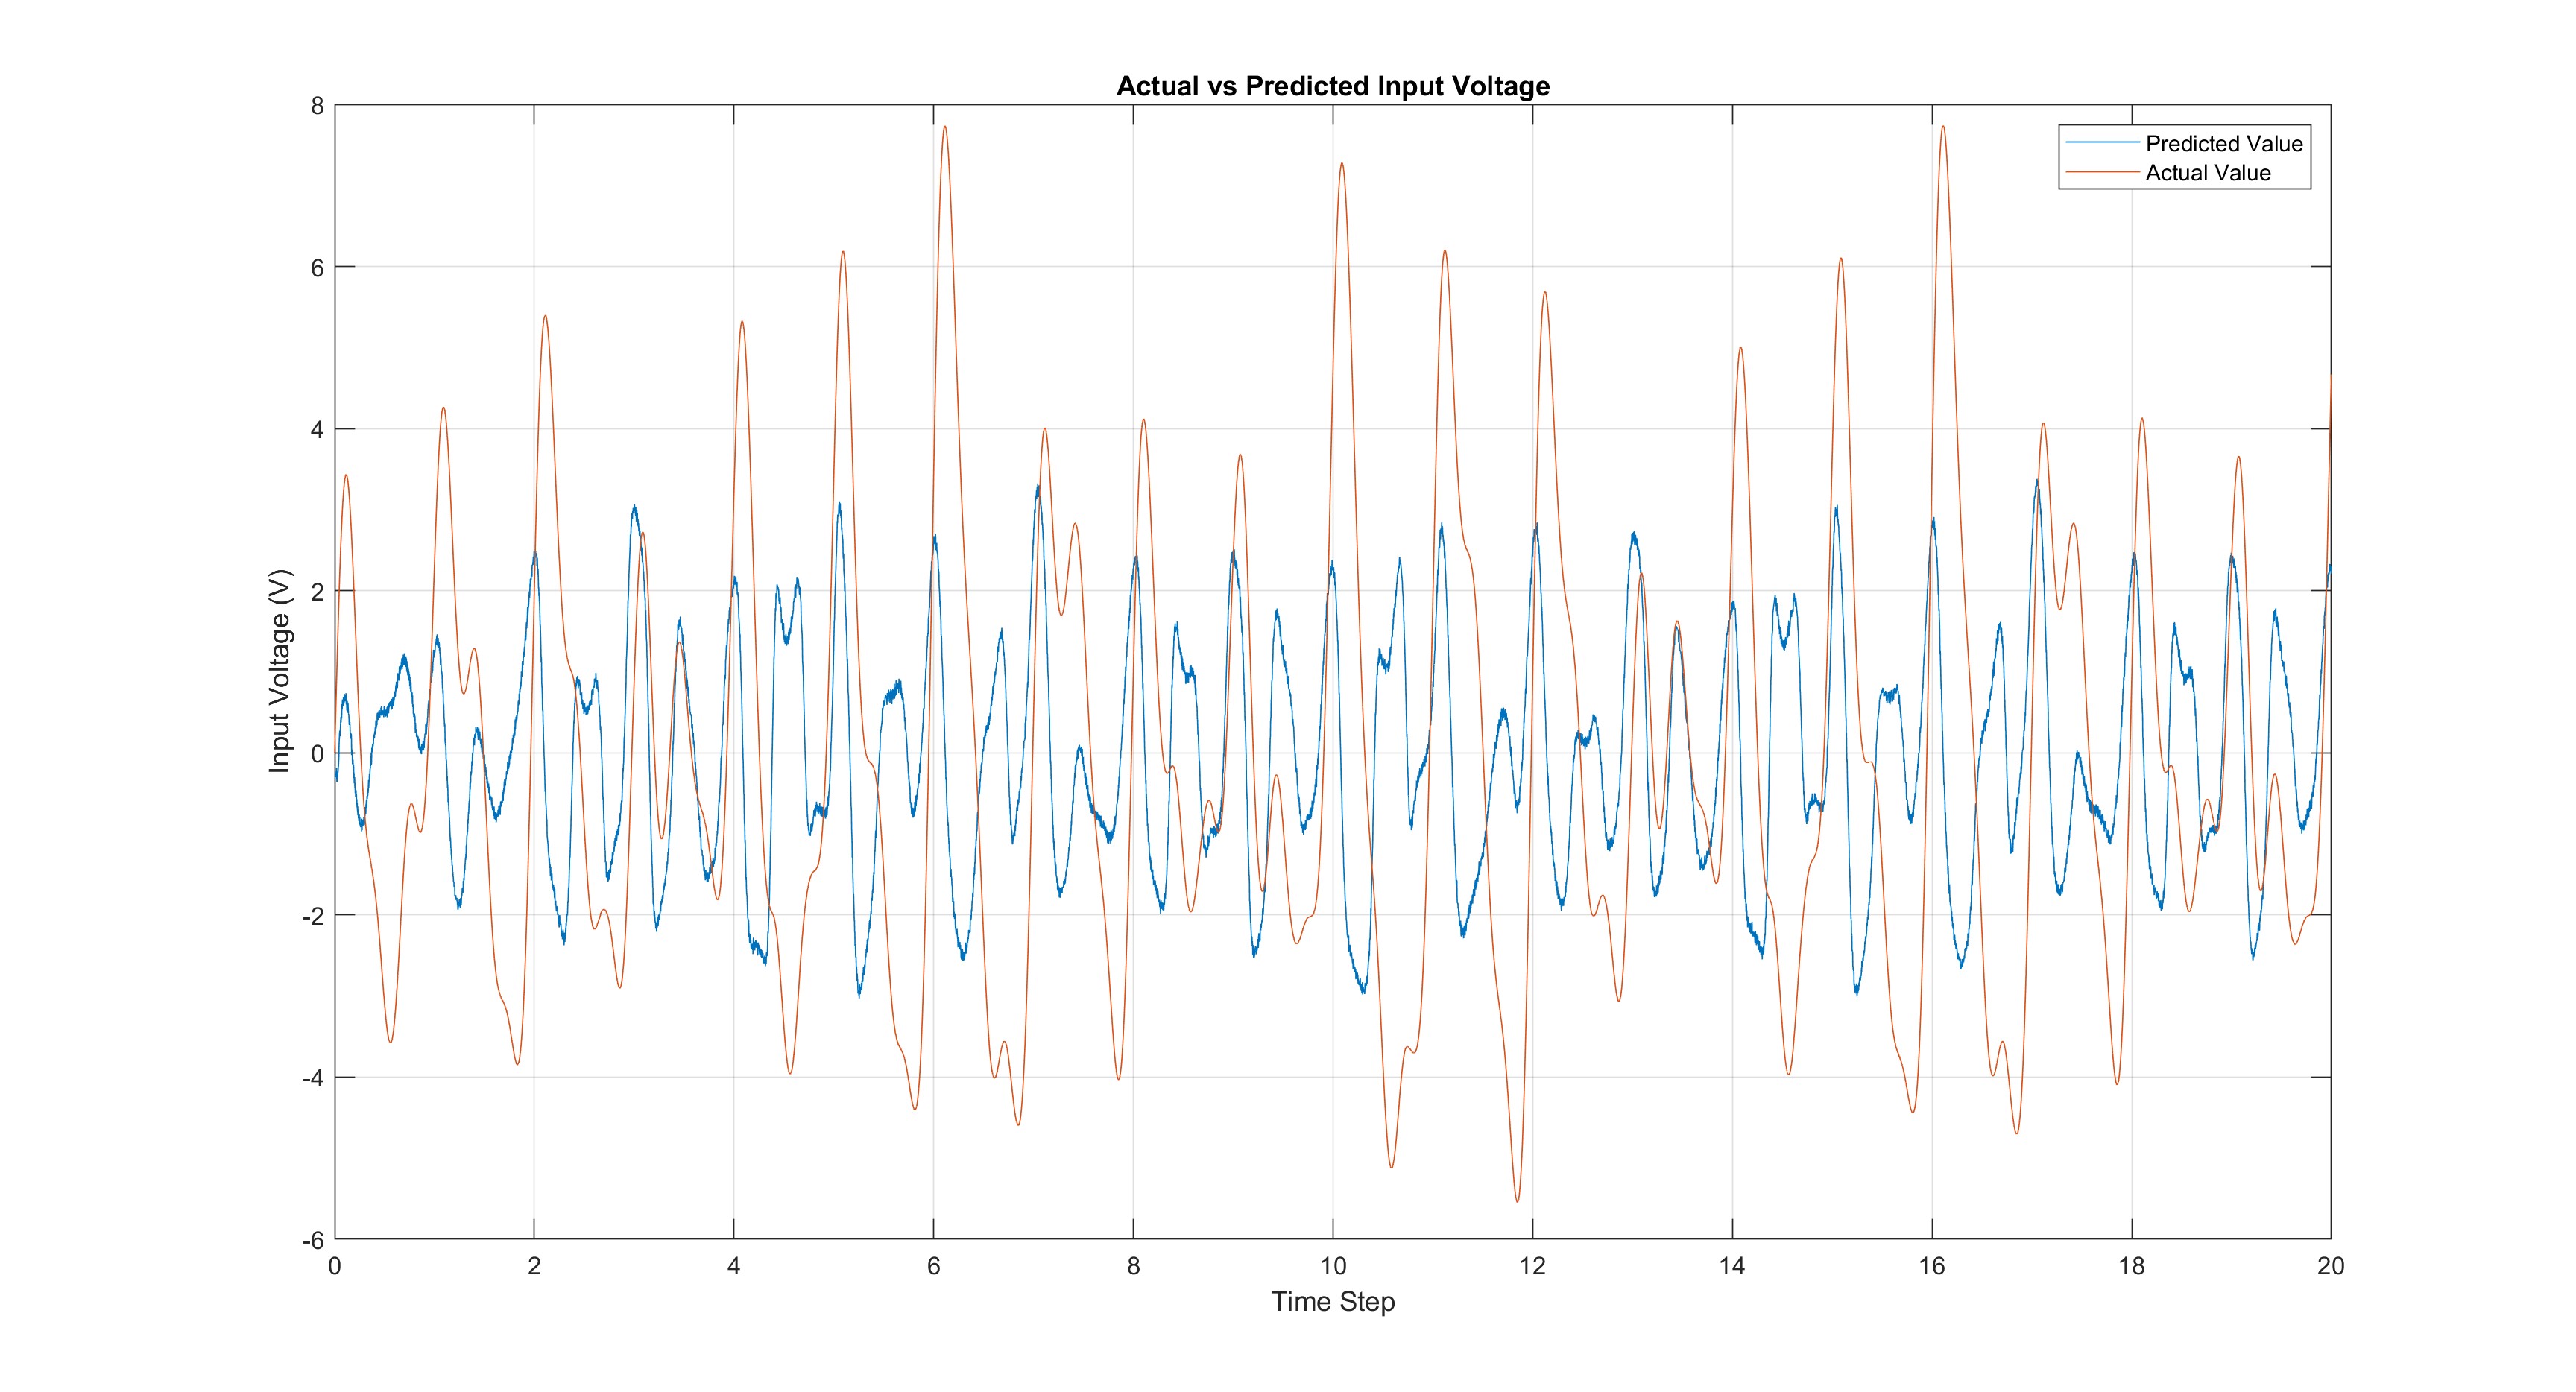 Actual vs Predicted Input Voltage
8
6
4
2
0
-2
-4
-6
Input Voltage (V)
Predicted Value
Actual Value
0 2 4 6 8 10 12 14 16 18 20
Time Step